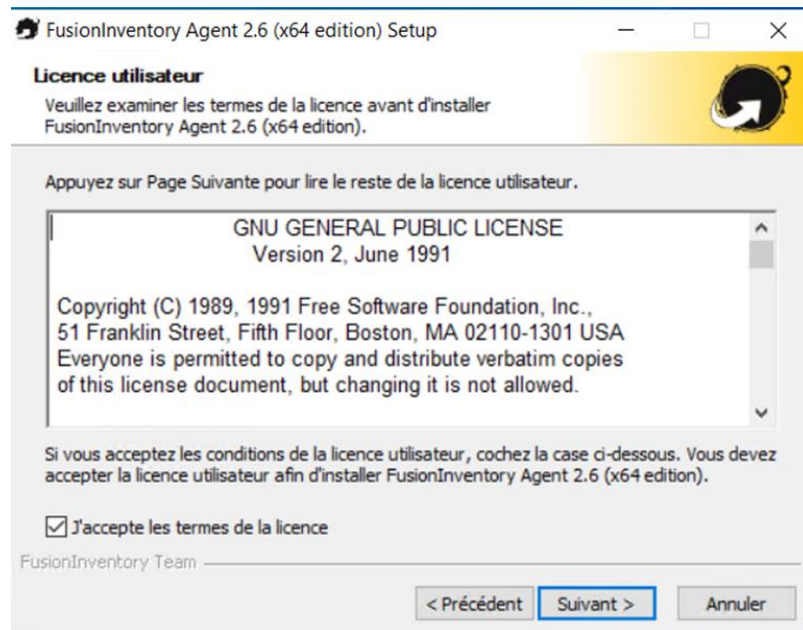 FusionInventory Agent 2.6 (x64 edition) Setup
Licence utilisateur
Veuillez examiner les termes de la licence avant d'installer
FusionInventory Agent 2.6 (x64 edition).
Appuyez sur Page Suivante pour lire le reste de la licence utilisateur.
GNU GENERAL PUBLIC LICENSE
Version 2, June 1991
Copyright (C) 1989, 1991 Free Software Foundation, Inc.,
51 Franklin Street, Fifth Floor, Boston, MA 02110-1301 USA
Everyone is permitted to copy and distribute verbatim copies
of this license document, but changing it is not allowed.
Si vous acceptez les conditions de la licence utilisateur, cochez la case ci-dessous. Vous devez
accepter la licence utilisateur afin d'installer FusionInventory Agent 2.6 (x64 edition).
J'accepte les termes de la licence
FusionInventory Team
< Précédent Suivant > Annuler